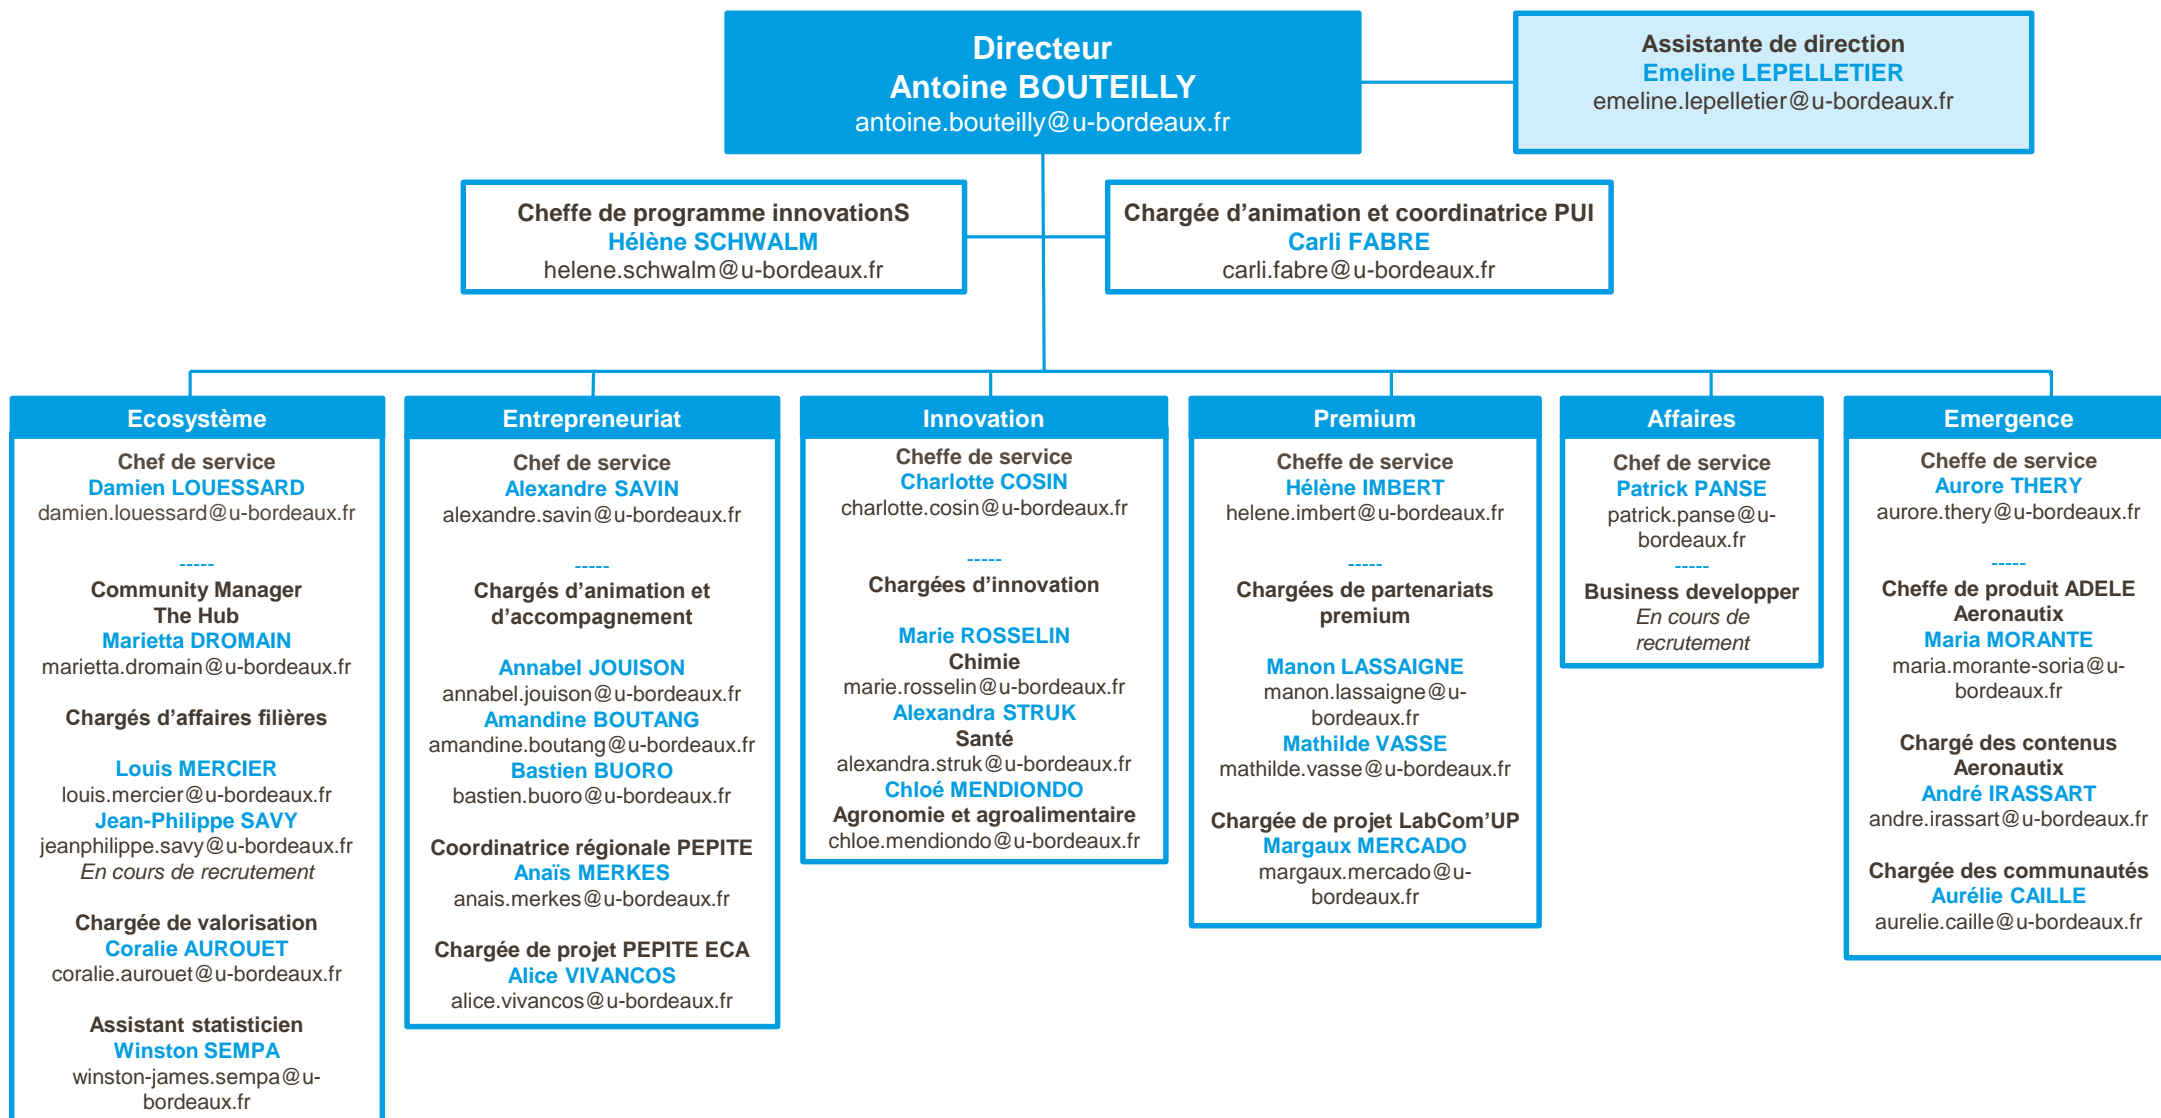 Directeur
Antoine BOUTEILLY
antoine.bouteilly@u-bordeaux.fr
Assistante de direction
Emeline LEPELLETIER
emeline.lepelletier@u-bordeaux.fr
Cheffe de programme innovationS
Hélène SCHWALM
helene.schwalm@u-bordeaux.fr
Chargée d’animation et coordinatrice PUI
Carli FABRE
carli.fabre@u-bordeaux.fr
Ecosystème
Chef de service
Damien LOUESSARD
damien.louessard@u-bordeaux.fr
-----
Community Manager
The Hub
Marietta DROMAIN
marietta.dromain@u-bordeaux.fr
Chargés d’affaires filières
Louis MERCIER
louis.mercier@u-bordeaux.fr
Jean-Philippe SAVY
jeanphilippe.savy@u-bordeaux.fr
En cours de recrutement
Chargée de valorisation
Coralie AUROUET
coralie.aurouet@u-bordeaux.fr
Assistant statisticien
Winston SEMPA
winston-james.sempa@u-
bordeaux.fr
Entrepreneuriat
Chef de service
Alexandre SAVIN
alexandre.savin@u-bordeaux.fr
-----
Chargés d’animation et
d’accompagnement
Annabel JOUISON
annabel.jouison@u-bordeaux.fr
Amandine BOUTANG
amandine.boutang@u-bordeaux.fr
Bastien BUORO
bastien.buoro@u-bordeaux.fr
Coordinatrice régionale PEPITE
Anaïs MERKES
anais.merkes@u-bordeaux.fr
Chargée de projet PEPITE ECA
Alice VIVANCOS
alice.vivancos@u-bordeaux.fr
Innovation
Cheffe de service
Charlotte COSIN
charlotte.cosin@u-bordeaux.fr
-----
Chargées d’innovation
Marie ROSSELIN
Chimie
marie.rosselin@u-bordeaux.fr
Alexandra STRUK
Santé
alexandra.struk@u-bordeaux.fr
Chloé MENDIONDO
Agronomie et agroalimentaire
chloe.mendiondo@u-bordeaux.fr
Premium
Cheffe de service
Hélène IMBERT
helene.imbert@u-bordeaux.fr
-----
Chargées de partenariats
premium
Manon LASSAIGNE
manon.lassaigne@u-
bordeaux.fr
Mathilde VASSE
mathilde.vasse@u-bordeaux.fr
Chargée de projet LabCom’UP
Margaux MERCADO
margaux.mercado@u-
bordeaux.fr
Affaires
Chef de service
Patrick PANSE
patrick.panse@u-
bordeaux.fr
-----
Business developper
En cours de
recrutement
Emergence
Cheffe de service
Aurore THERY
aurore.thery@u-bordeaux.fr
-----
Cheffe de produit ADELE
Aeronautix
Maria MORANTE
maria.morante-soria@u-
bordeaux.fr
Chargé des contenus
Aeronautix
André IRASSART
andre.irassart@u-bordeaux.fr
Chargée des communautés
Aurélie CAILLE
aurelie.caille@u-bordeaux.fr